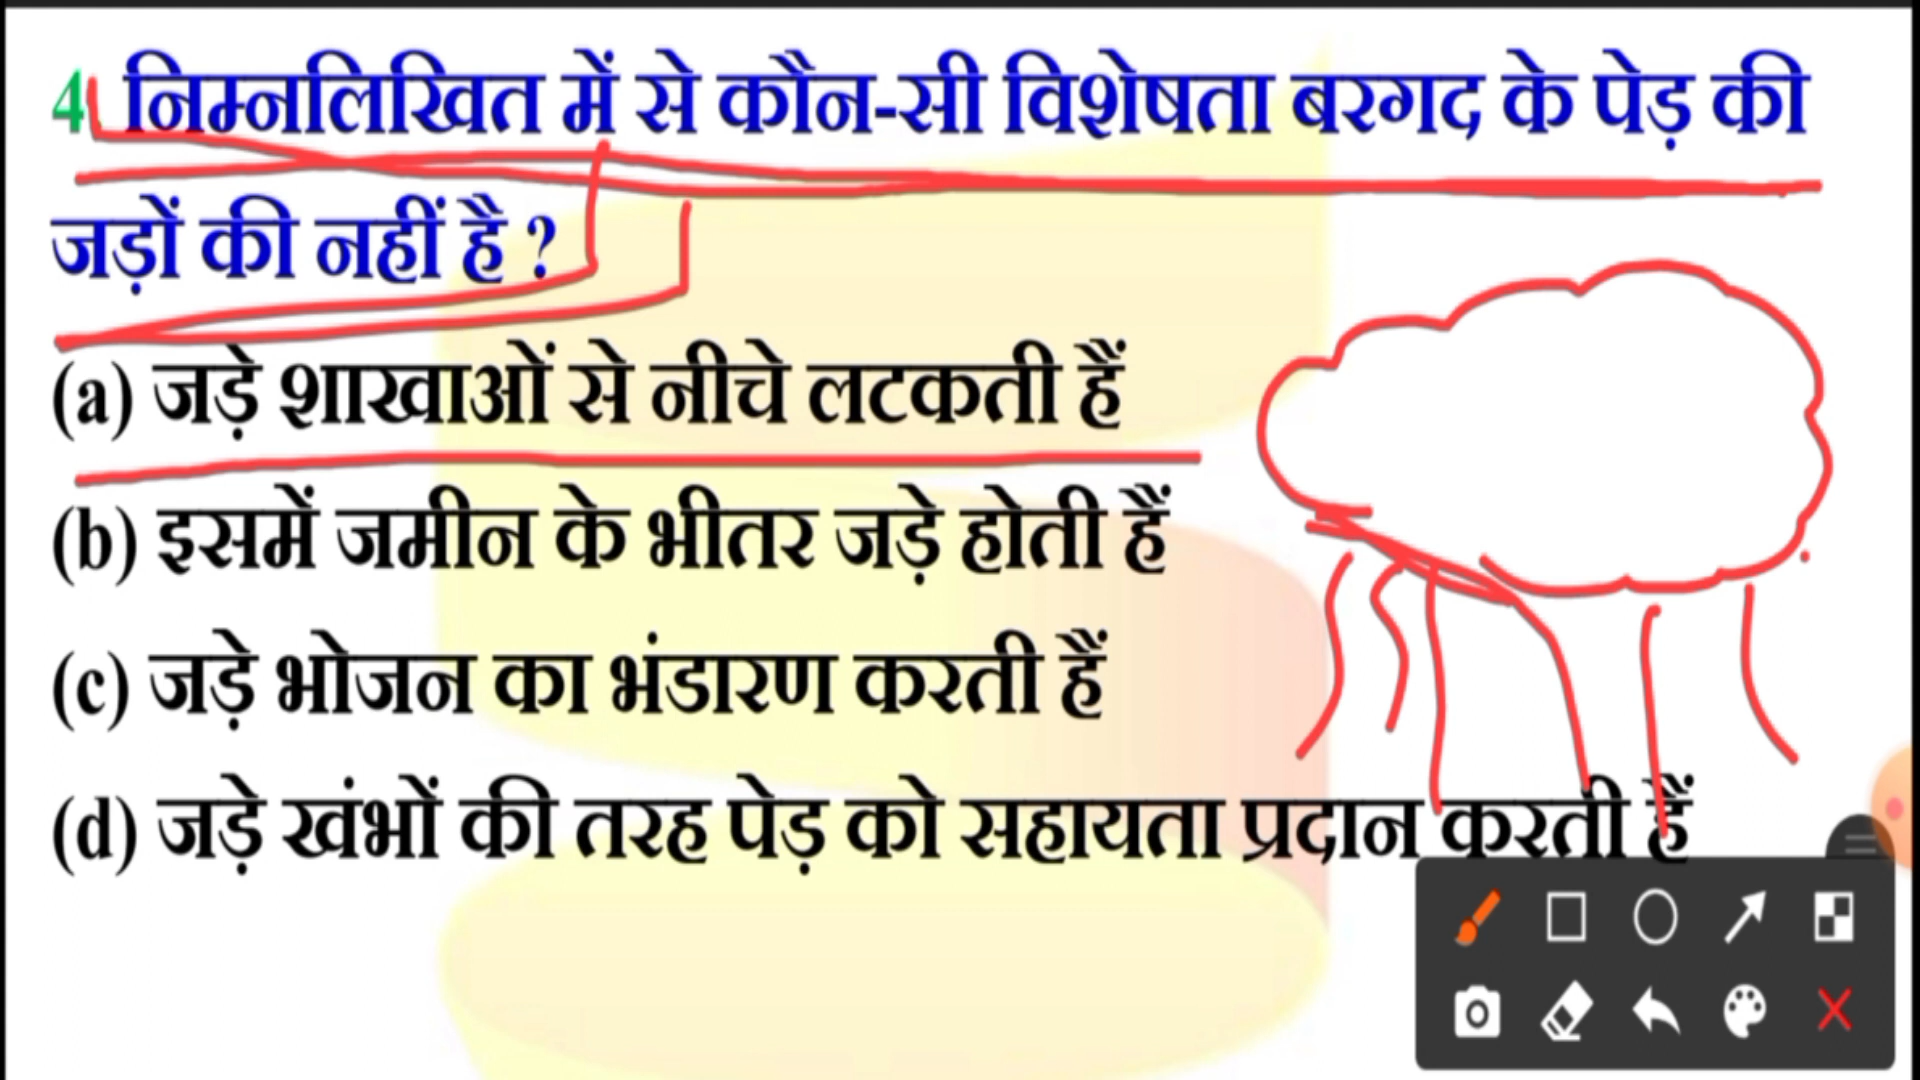 4. निम्नलिखित में से कौन-सी विशेषता बरगद के पेड़ की
जड़ों की नहीं है ?
(a) जड़े शाखाओं से नीचे लटकती हैं
(b) इसमें जमीन के भीतर जड़े होती हैं
(c) जड़े भोजन का भंडारण करती हैं
(d) जड़े खंभों की तरह पेड़ को सहायता प्रदान करती हैं